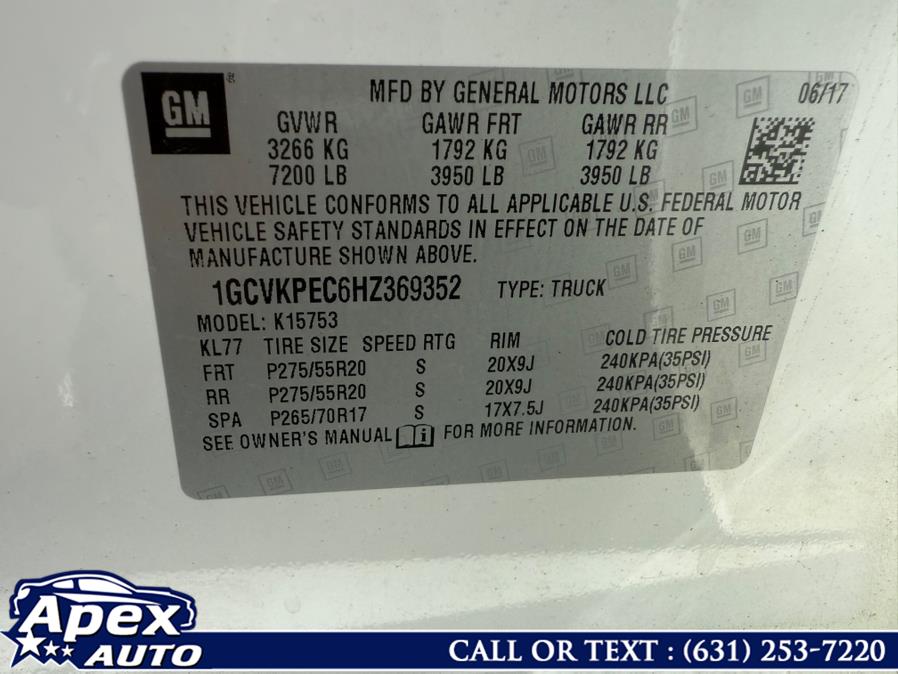 GM ®
MFD BY GENERAL MOTORS LLC 06/17
GVWR GAWR FRT GAWR RR
3266 KG 1792 KG 1792 KG
7200 LB 3950 LB 3950 LB
THIS VEHICLE CONFORMS TO ALL APPLICABLE U.S. FEDERAL MOTOR
VEHICLE SAFETY STANDARDS IN EFFECT ON THE DATE OF
MANUFACTURE SHOWN ABOVE.
1GCVKPEC6HZ369352 TYPE: TRUCK
MODEL: K15753
KL77 TIRE SIZE SPEED RTG RIM COLD TIRE PRESSURE
FRT P275/55R20 S 20X9J 240KPA(35PSI)
RR P275/55R20 S 20X9J 240KPA(35PSI)
SPA P265/70R17 S 17X7.5J 240KPA(35PSI)
SEE OWNER'S MANUAL i FOR MORE INFORMATION.
Apex
AUTO
CALL OR TEXT : (631) 253-7220